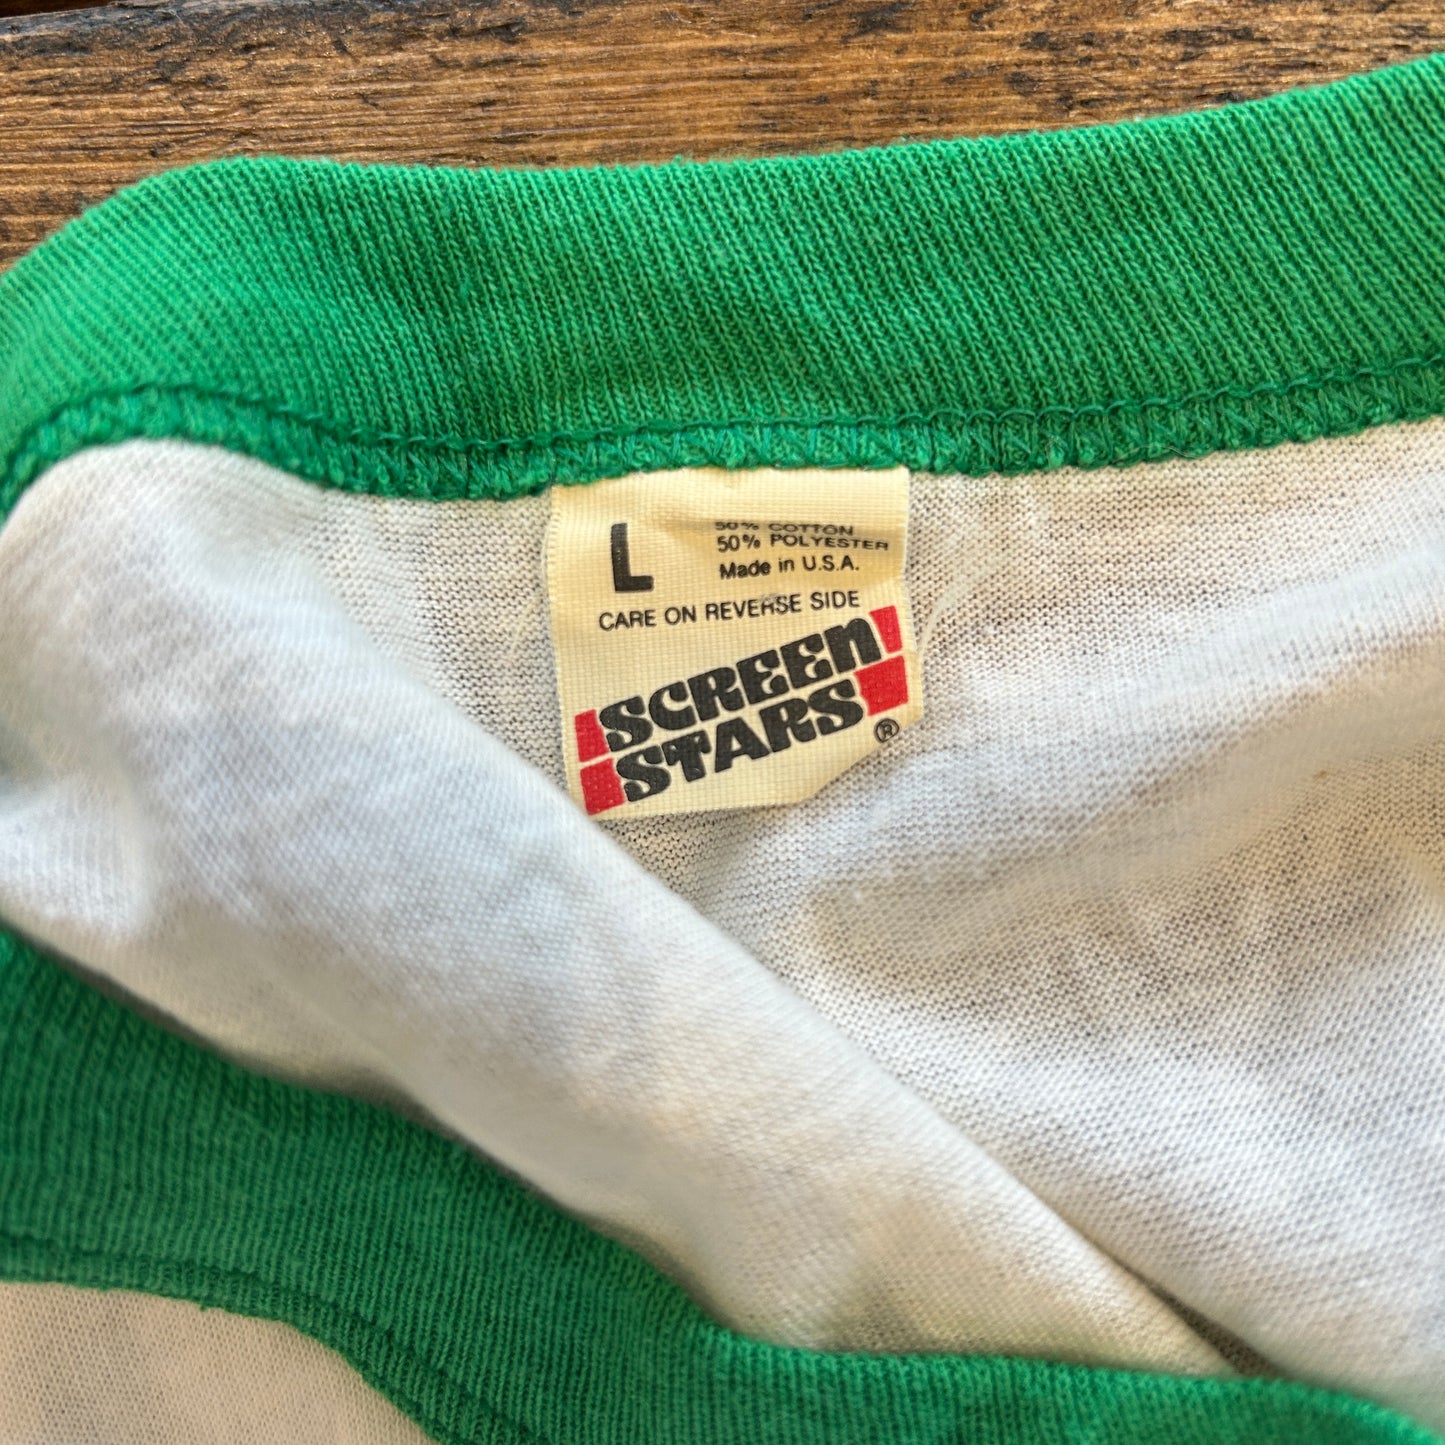 L
50% COTTON
50% POLYESTER
Made in U.S.A.
CARE ON REVERSE SIDE
SCREEN
STARS ®